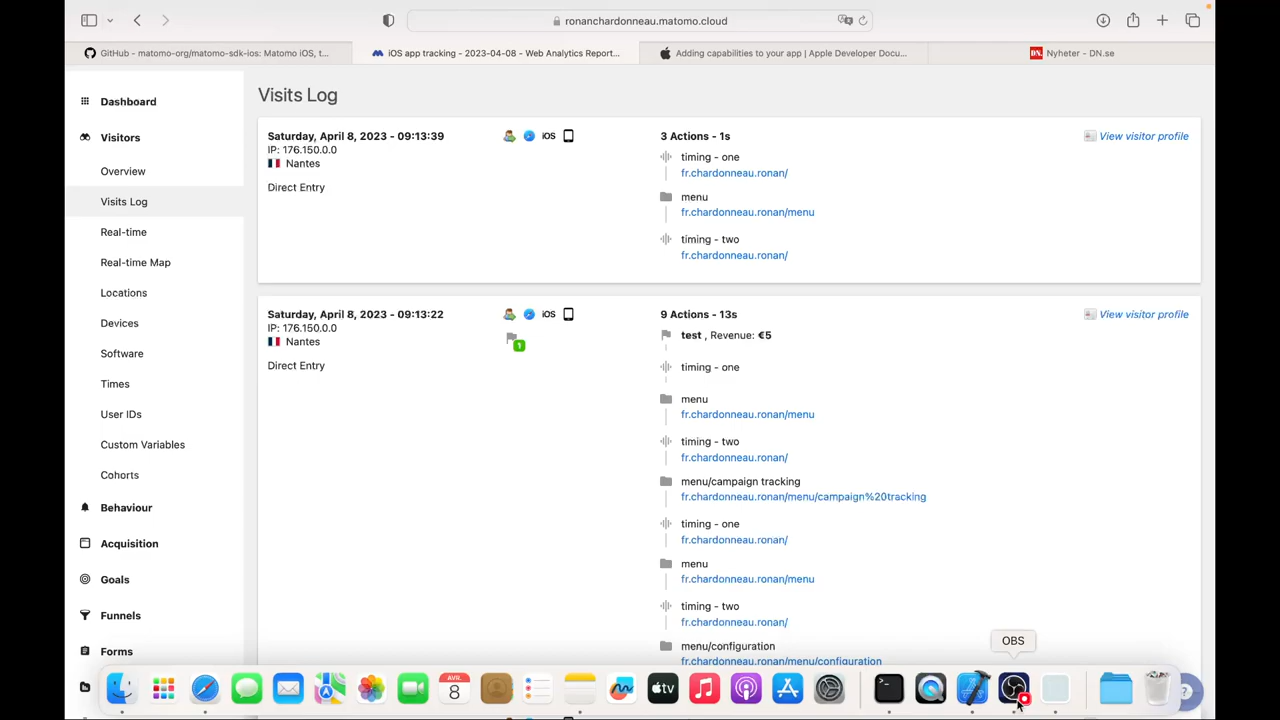 ronanchardonneau.matomo.cloud
GitHub - matomo-org/matomo-sdk-ios: Matomo iOS, t...
iOS app tracking - 2023-04-08 - Web Analytics Report...
Adding capabilities to your app | Apple Developer Docu...
DN. Nyheter - DN.se
Dashboard
Visitors
Overview
Visits Log
Real-time
Real-time Map
Locations
Devices
Software
Times
User IDs
Custom Variables
Cohorts
Behaviour
Acquisition
Goals
Funnels
Forms
Visits Log
Saturday, April 8, 2023 - 09:13:39
IP: 176.150.0.0
Nantes
Direct Entry
iOS
3 Actions - 1s
View visitor profile
timing - one
fr.chardonneau.ronan/
menu
fr.chardonneau.ronan/menu
timing - two
fr.chardonneau.ronan/
Saturday, April 8, 2023 - 09:13:22
IP: 176.150.0.0
Nantes
Direct Entry
iOS
1
9 Actions - 13s
View visitor profile
test , Revenue: €5
timing - one
menu
fr.chardonneau.ronan/menu
timing - two
fr.chardonneau.ronan/
menu/campaign tracking
fr.chardonneau.ronan/menu/campaign%20tracking
timing - one
fr.chardonneau.ronan/
menu
fr.chardonneau.ronan/menu
timing - two
fr.chardonneau.ronan/
menu/configuration
fr.chardonneau.ronan/menu/configuration
OBS
AVR.
8
tv